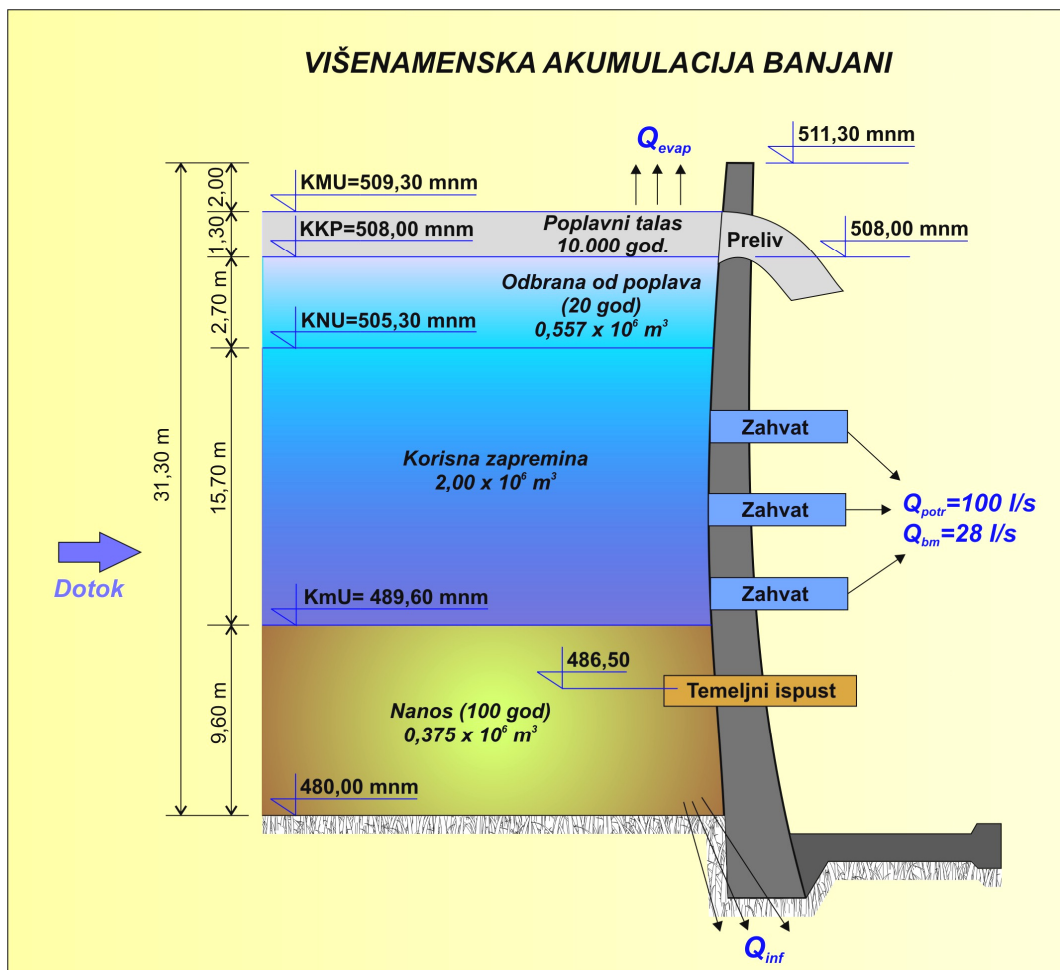 VIŠENAMENSKA AKUMULACIJA BANJANI
Q_evap
511,30 mnm
2,00
KMU=509,30 mnm
1,30
KKP=508,00 mnm
Poplavni talas
10.000 god.
Preliv
508,00 mnm
2,70 m
Odbrana od poplava
(20 god)
0,557 x 10⁶ m³
KNU=505,30 mnm
31,30 m
15,70 m
Korisna zapremina
2,00 x 10⁶ m³
Zahvat
Zahvat
Zahvat
Q_potr=100 l/s
Q_bm=28 l/s
Dotok
KmU= 489,60 mnm
9,60 m
486,50
Temeljni ispust
Nanos (100 god)
0,375 x 10⁶ m³
480,00 mnm
Q_inf